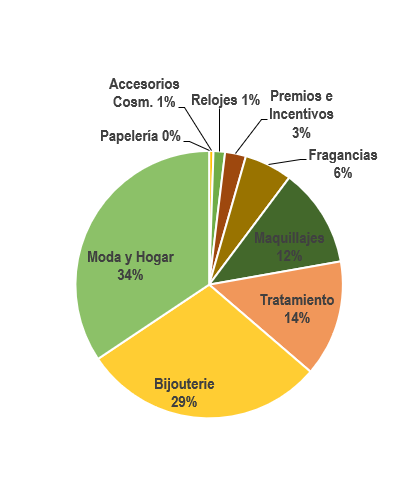 Accesorios
Cosm. 1%
Relojes 1%
Premios e
Incentivos
3%
Papelería 0%
Fragancias
6%
Maquillajes
12%
Moda y Hogar
34%
Tratamiento
14%
Bijouterie
29%